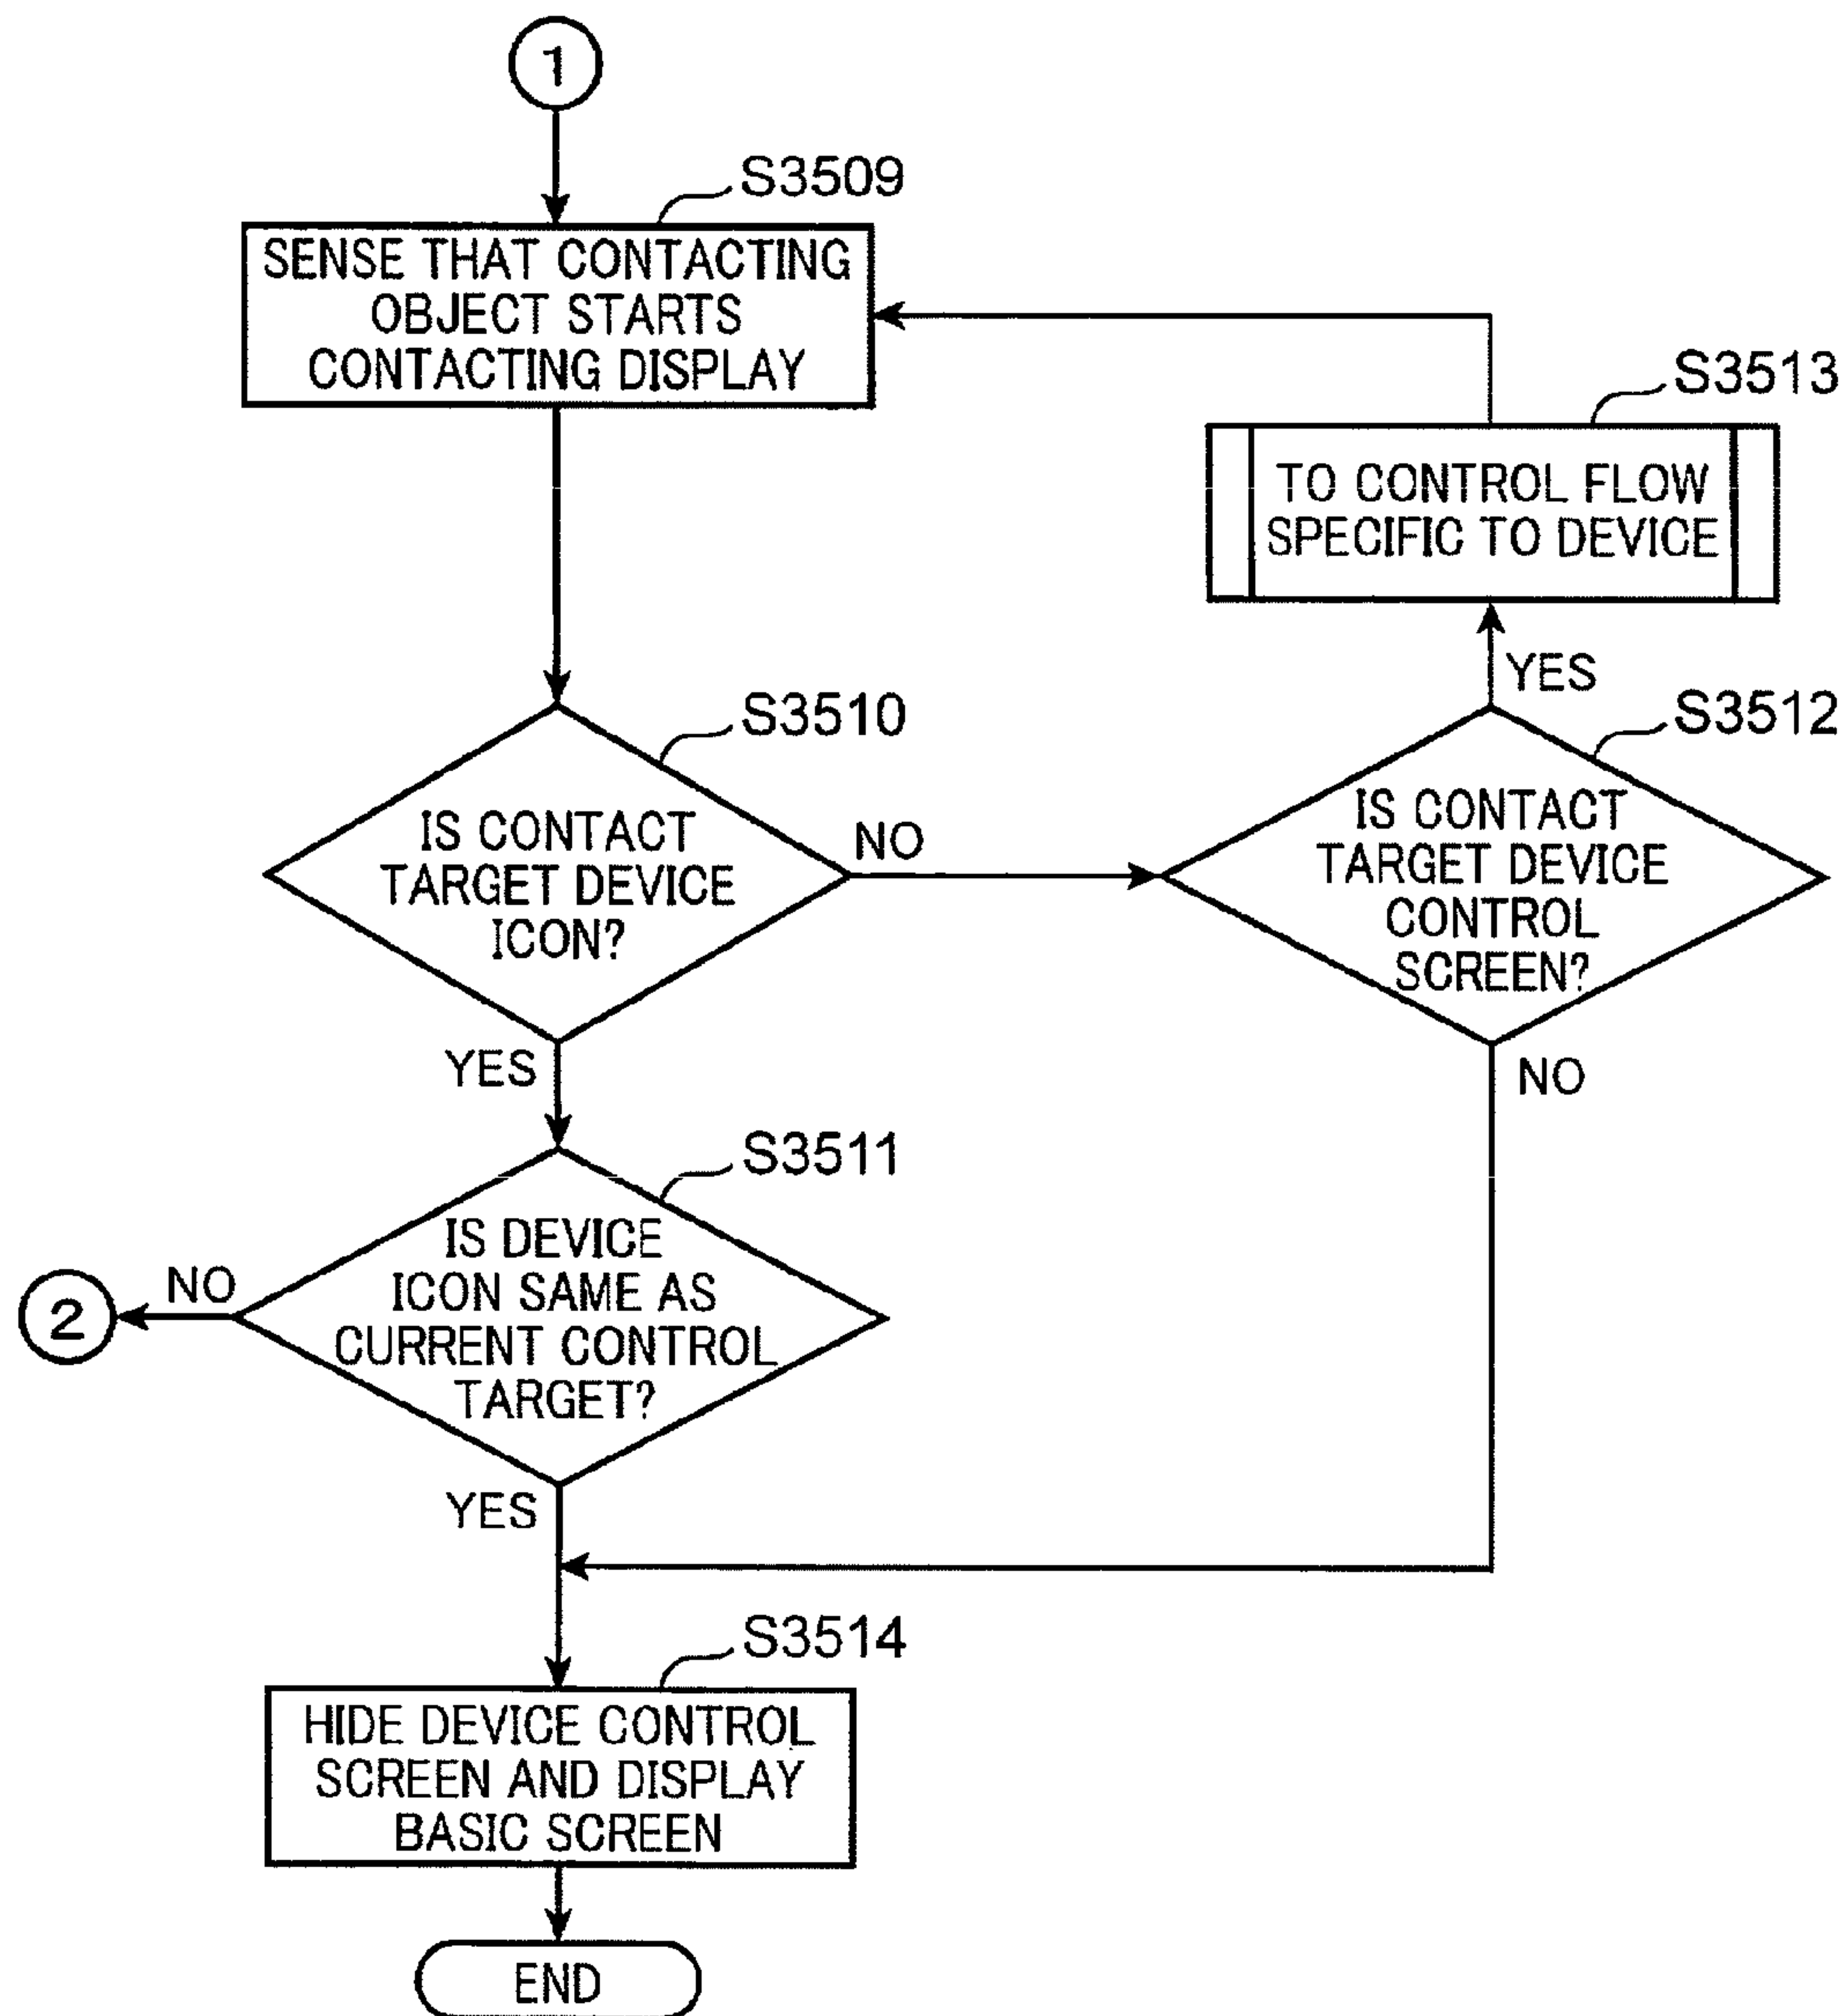 1
S3509
SENSE THAT CONTACTING
OBJECT STARTS
CONTACTING DISPLAY
S3513
TO CONTROL FLOW
SPECIFIC TO DEVICE
YES
S3510
IS CONTACT
TARGET DEVICE
ICON?
NO
S3512
IS CONTACT
TARGET DEVICE
CONTROL
SCREEN?
YES
NO
S3511
IS DEVICE
ICON SAME AS
CURRENT CONTROL
TARGET?
NO
2
YES
S3514
HIDE DEVICE CONTROL
SCREEN AND DISPLAY
BASIC SCREEN
END